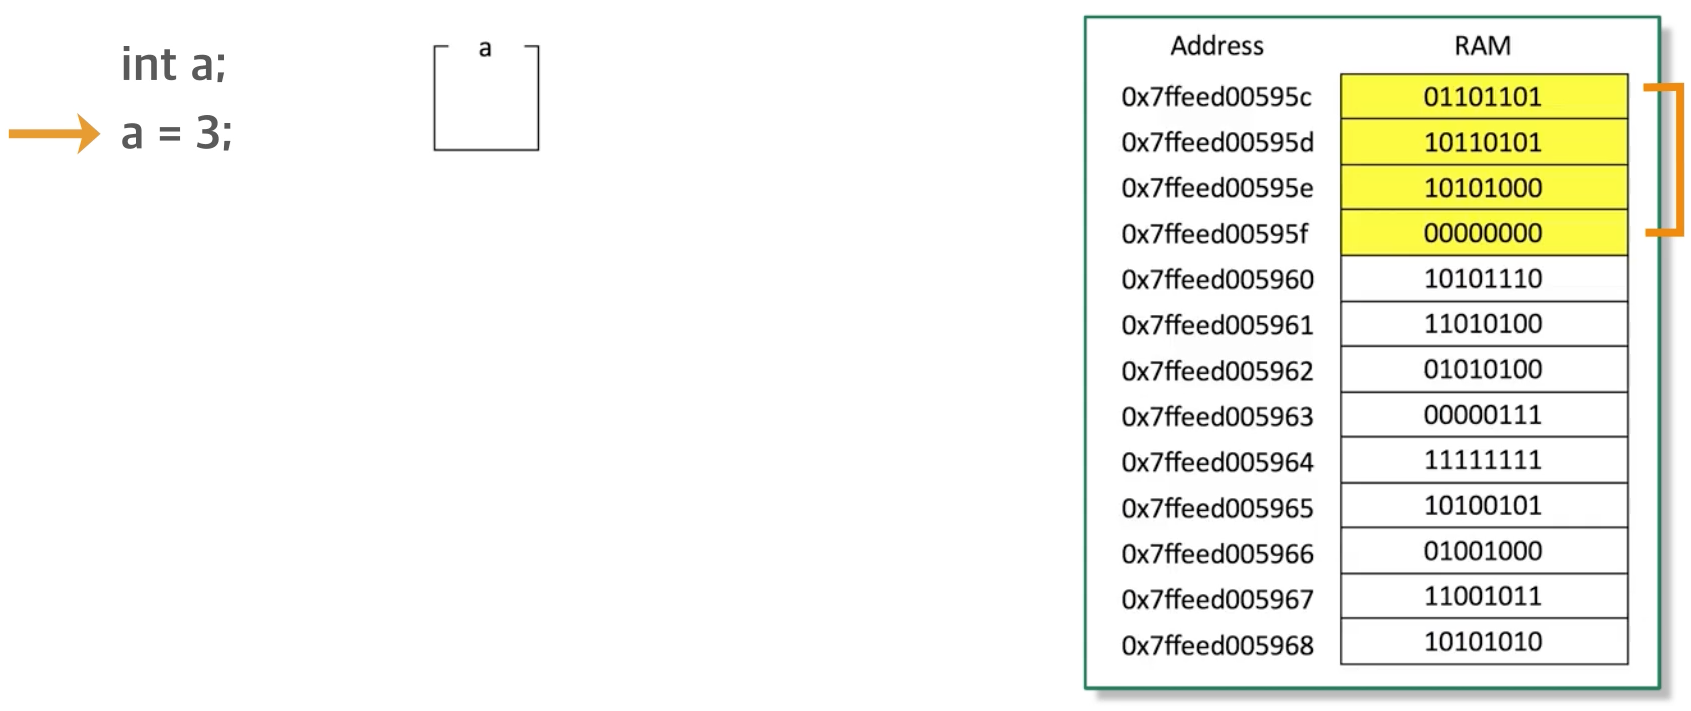 int a;
a = 3;
a
Address RAM
0x7ffeed00595c 01101101
0x7ffeed00595d 10110101
0x7ffeed00595e 10101000
0x7ffeed00595f 00000000
0x7ffeed005960 10101110
0x7ffeed005961 11010100
0x7ffeed005962 01010100
0x7ffeed005963 00000111
0x7ffeed005964 11111111
0x7ffeed005965 10100101
0x7ffeed005966 01001000
0x7ffeed005967 11001011
0x7ffeed005968 10101010